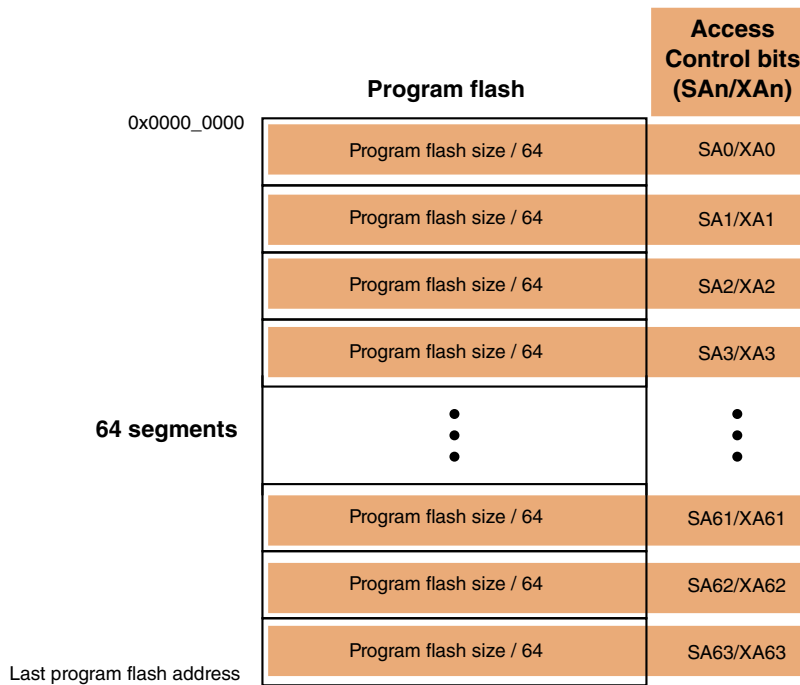 Access
Control bits
(SAn/XAn)
Program flash
0x0000_0000
Program flash size / 64
SA0/XA0
Program flash size / 64
SA1/XA1
Program flash size / 64
SA2/XA2
Program flash size / 64
SA3/XA3
64 segments
Program flash size / 64
SA61/XA61
Program flash size / 64
SA62/XA62
Program flash size / 64
SA63/XA63
Last program flash address